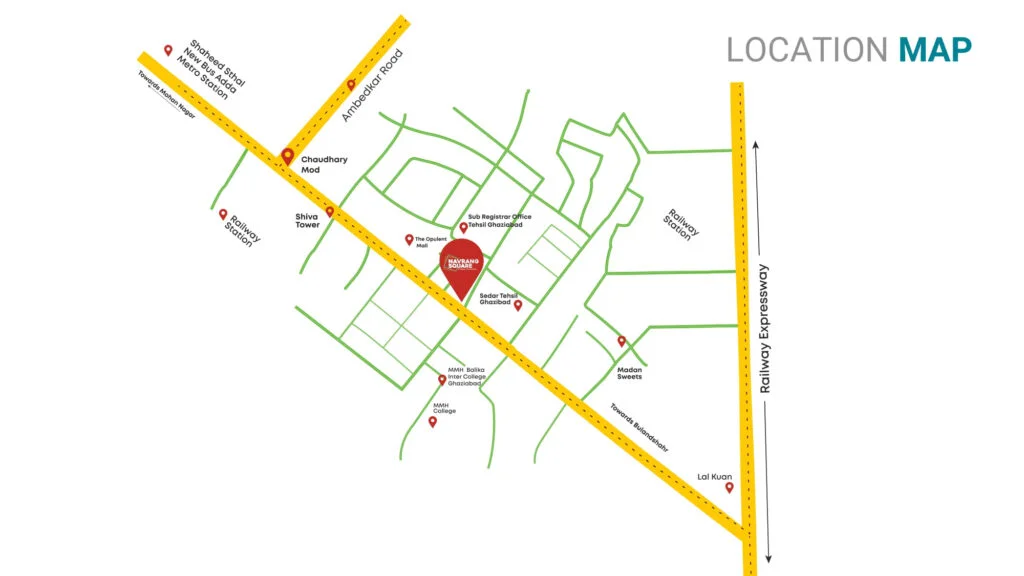 LOCATION MAP
Shaheed Sthal
New Bus Adda
Metro Station
Towards Mohan Nagar
Ambedkar Road
Chaudhary
Mod
Shiva
Tower
Railway
Station
Sub Registrar Office
Tehsil Ghaziabad
The Opulent
Mall
NAVRANG
SQUARE
Sedar Tehsil
Ghazibad
Railway
Station
Railway Expressway
Madan
Sweets
MMH Balika
Inter College
Ghaziabad
MMH
College
Towards Bulandshahr
Lal Kuan